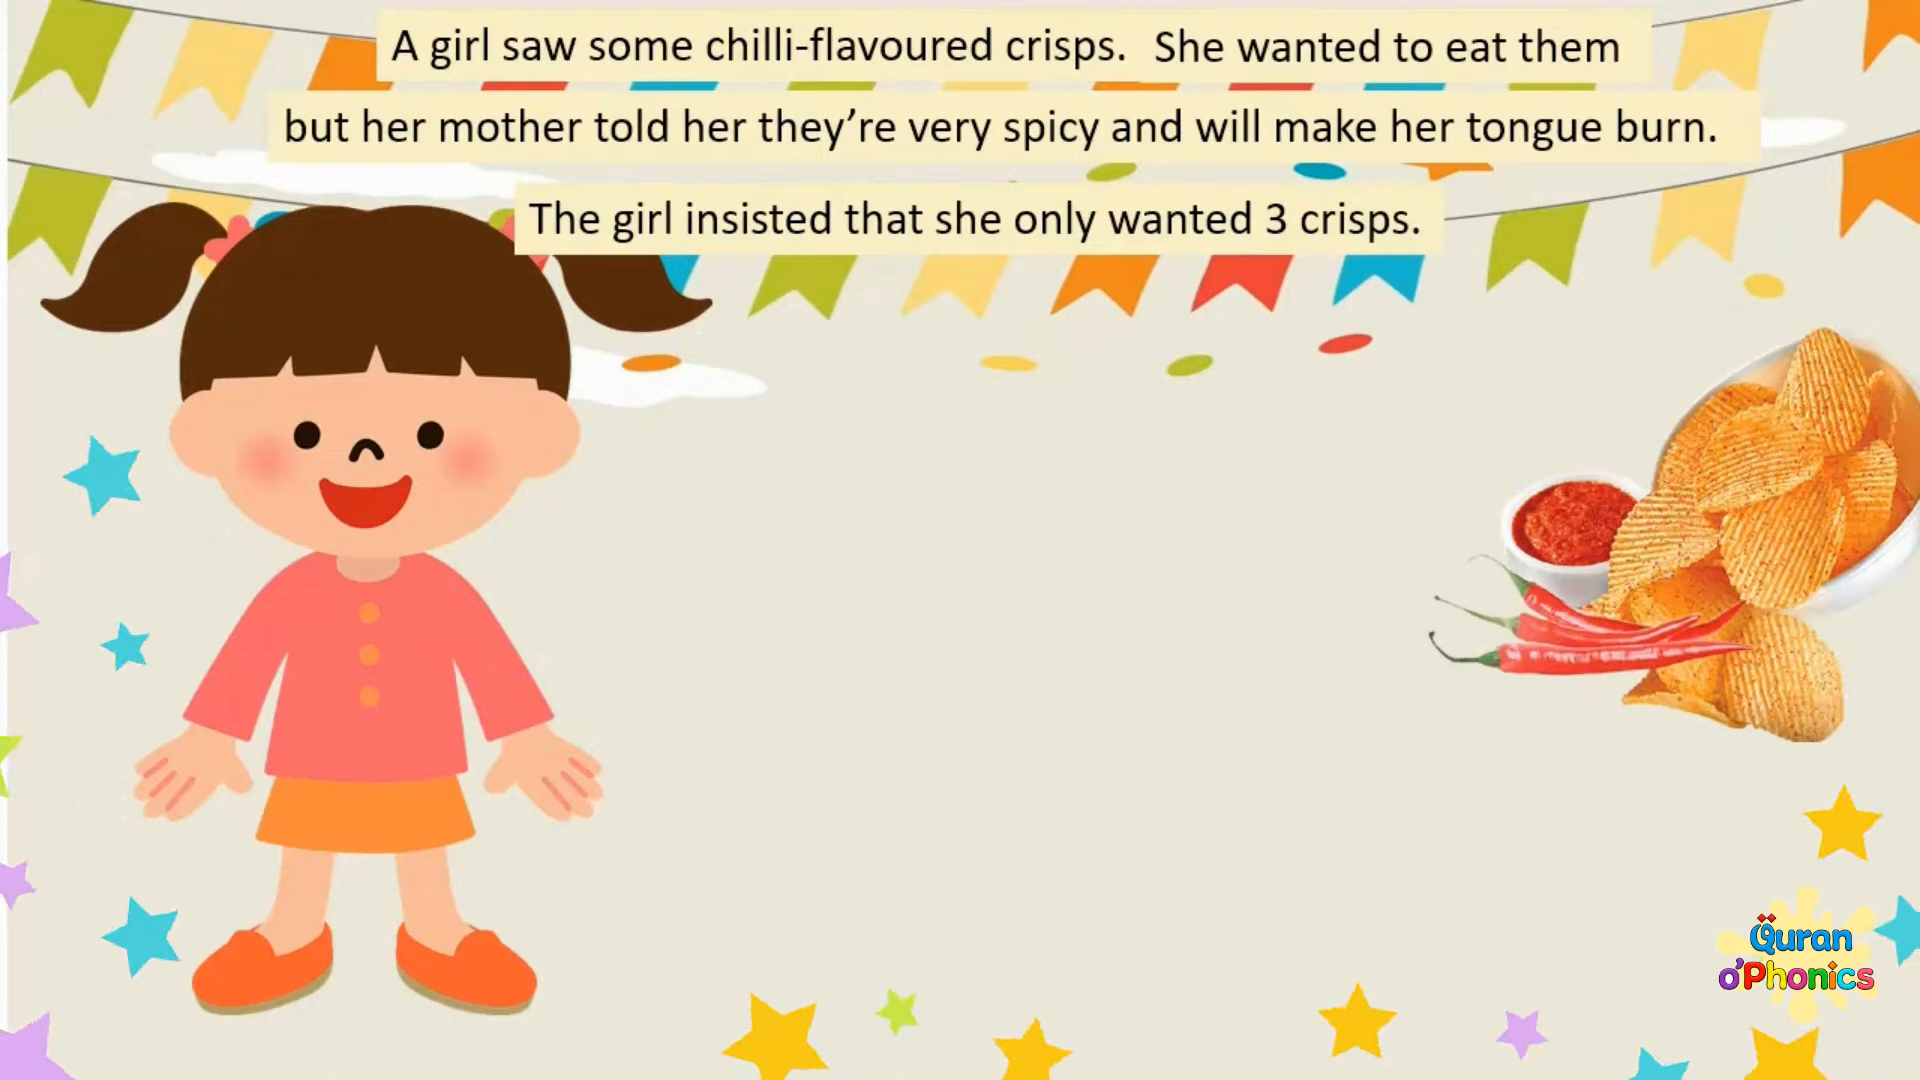 A girl saw some chilli-flavoured crisps. She wanted to eat them
but her mother told her they’re very spicy and will make her tongue burn.
The girl insisted that she only wanted 3 crisps.
Quran
o'Phonics